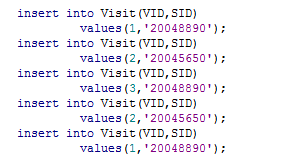 insert into Visit(VID,SID)
values(1,'20048890');
insert into Visit(VID,SID)
values(2,'20045650');
insert into Visit(VID,SID)
values(3,'20048890');
insert into Visit(VID,SID)
values(2,'20045650');
insert into Visit(VID,SID)
values(1,'20048890');